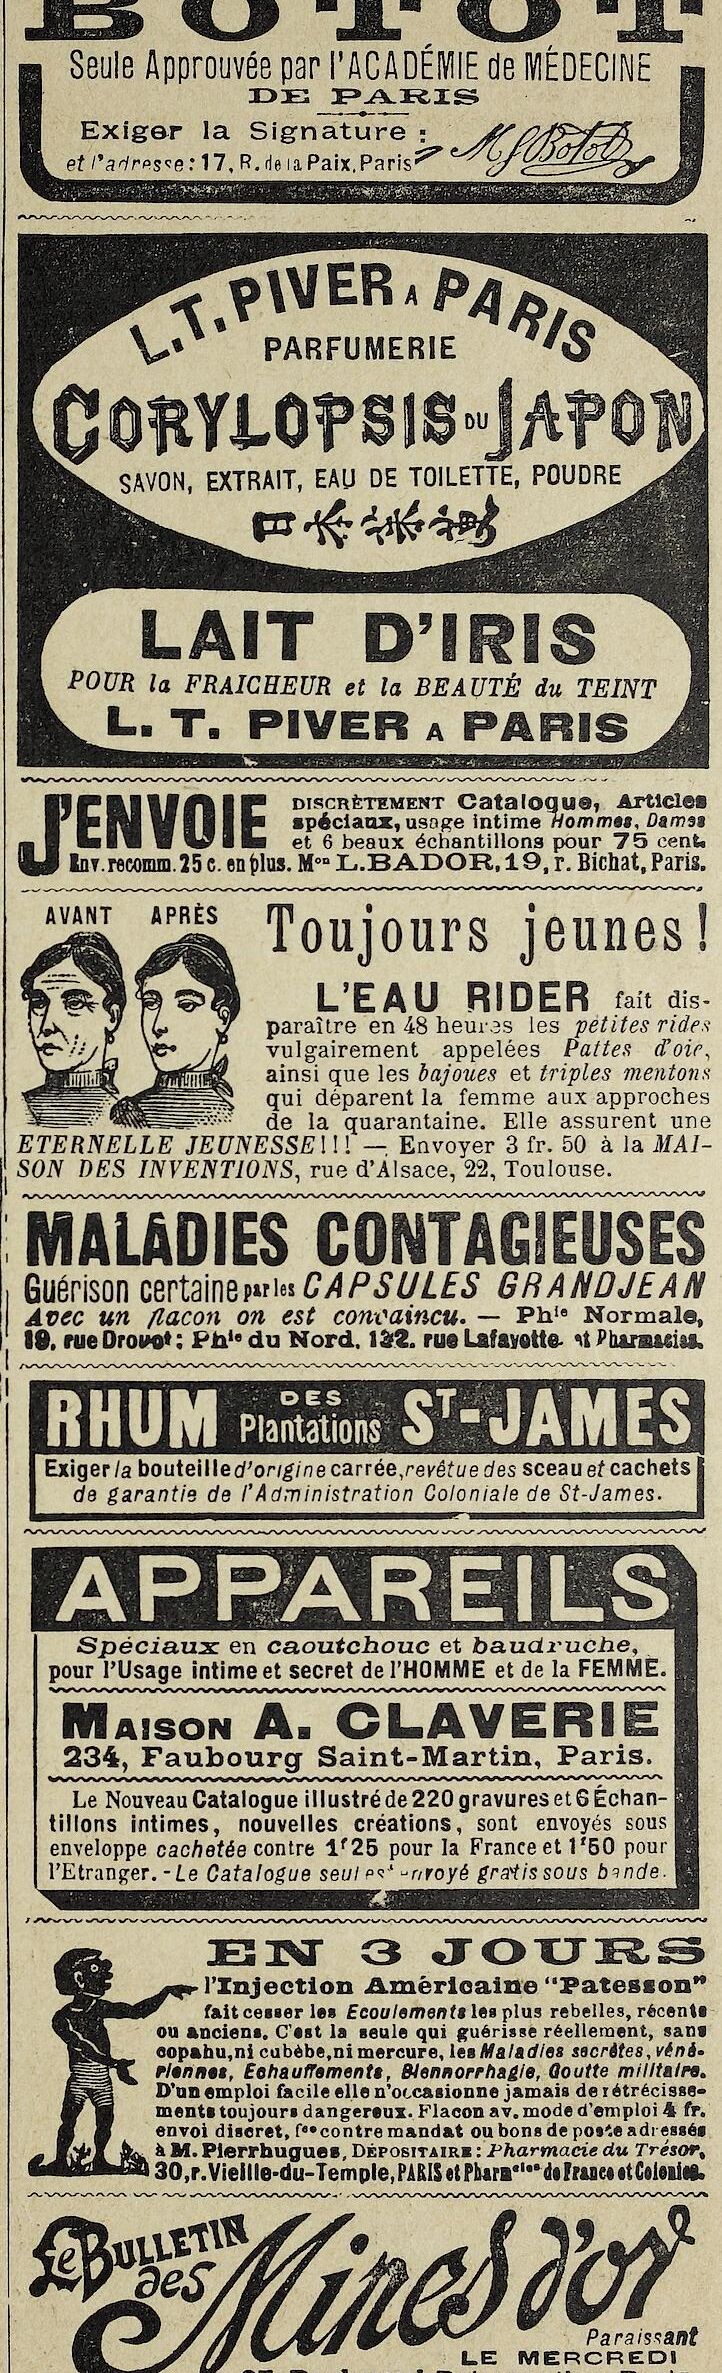 BOTOT
Seule Approuvée par l'ACADÉMIE de MÉDECINE
DE PARIS
Exiger la Signature :
et l'adresse: 17, R. de la Paix, Paris
L.T. PIVER A PARIS
PARFUMERIE
CORYLOPSIS DU JAPON
SAVON, EXTRAIT, EAU DE TOILETTE, POUDRE
LAIT D'IRIS
POUR la FRAICHEUR et la BEAUTÉ du TEINT
L. T. PIVER A PARIS
J'ENVOIE DISCRÈTEMENT Catalogue, Articles
spéciaux, usage intime Hommes, Dames
et 6 beaux échantillons pour 75 cent.
Env. recomm. 25 c. en plus. Mon L. BADOR, 19, r. Bichat, Paris.
AVANT APRÈS
Toujours jeunes!
L'EAU RIDER fait dis-
paraître en 48 heures les petites rides
vulgairement appelées Pattes d'oie,
ainsi que les bajoues et triples mentons
qui déparent la femme aux approches
de la quarantaine. Elle assurent une
ETERNELLE JEUNESSE!!! — Envoyer 3 fr. 50 à la MAI-
SON DES INVENTIONS, rue d'Alsace, 22, Toulouse.
MALADIES CONTAGIEUSES
Guérison certaine par les CAPSULES GRANDJEAN
Avec un flacon on est convaincu. — Phie Normale,
19, rue Drouot; Phie du Nord, 132, rue Lafayette et Pharmacies.
RHUM DES Plantations ST-JAMES
Exiger la bouteille d'origine carrée, revêtue des sceau et cachets
de garantie de l'Administration Coloniale de St-James.
APPAREILS
Spéciaux en caoutchouc et baudruche,
pour l'Usage intime et secret de l'HOMME et de la FEMME.
MAISON A. CLAVERIE
234, Faubourg Saint-Martin, Paris.
Le Nouveau Catalogue illustré de 220 gravures et 6 Échan-
tillons intimes, nouvelles créations, sont envoyés sous
enveloppe cachetée contre 1f25 pour la France et 1f50 pour
l'Etranger. - Le Catalogue seul est envoyé gratis sous bande.
EN 3 JOURS
l'Injection Américaine "Patesson"
fait cesser les Ecoulements les plus rebelles, récents
ou anciens. C'est la seule qui guérisse réellement, sans
copahu, ni cubèbe, ni mercure, les Maladies secrètes, véné-
riennes, Echauffements, Blennorrhagie, Goutte militaire.
D'un emploi facile elle n'occasionne jamais de rétrécisse-
ments toujours dangereux. Flacon av. mode d'emploi 4 fr.
envoi discret, fco contre mandat ou bons de poste adressés
à M. Pierrhugues, DÉPOSITAIRE: Pharmacie du Trésor,
30, r. Vieille-du-Temple, PARIS et Pharmcies de France et Colonies.
Le BULLETIN
des Mines d'or
Paraissant
LE MERCREDI